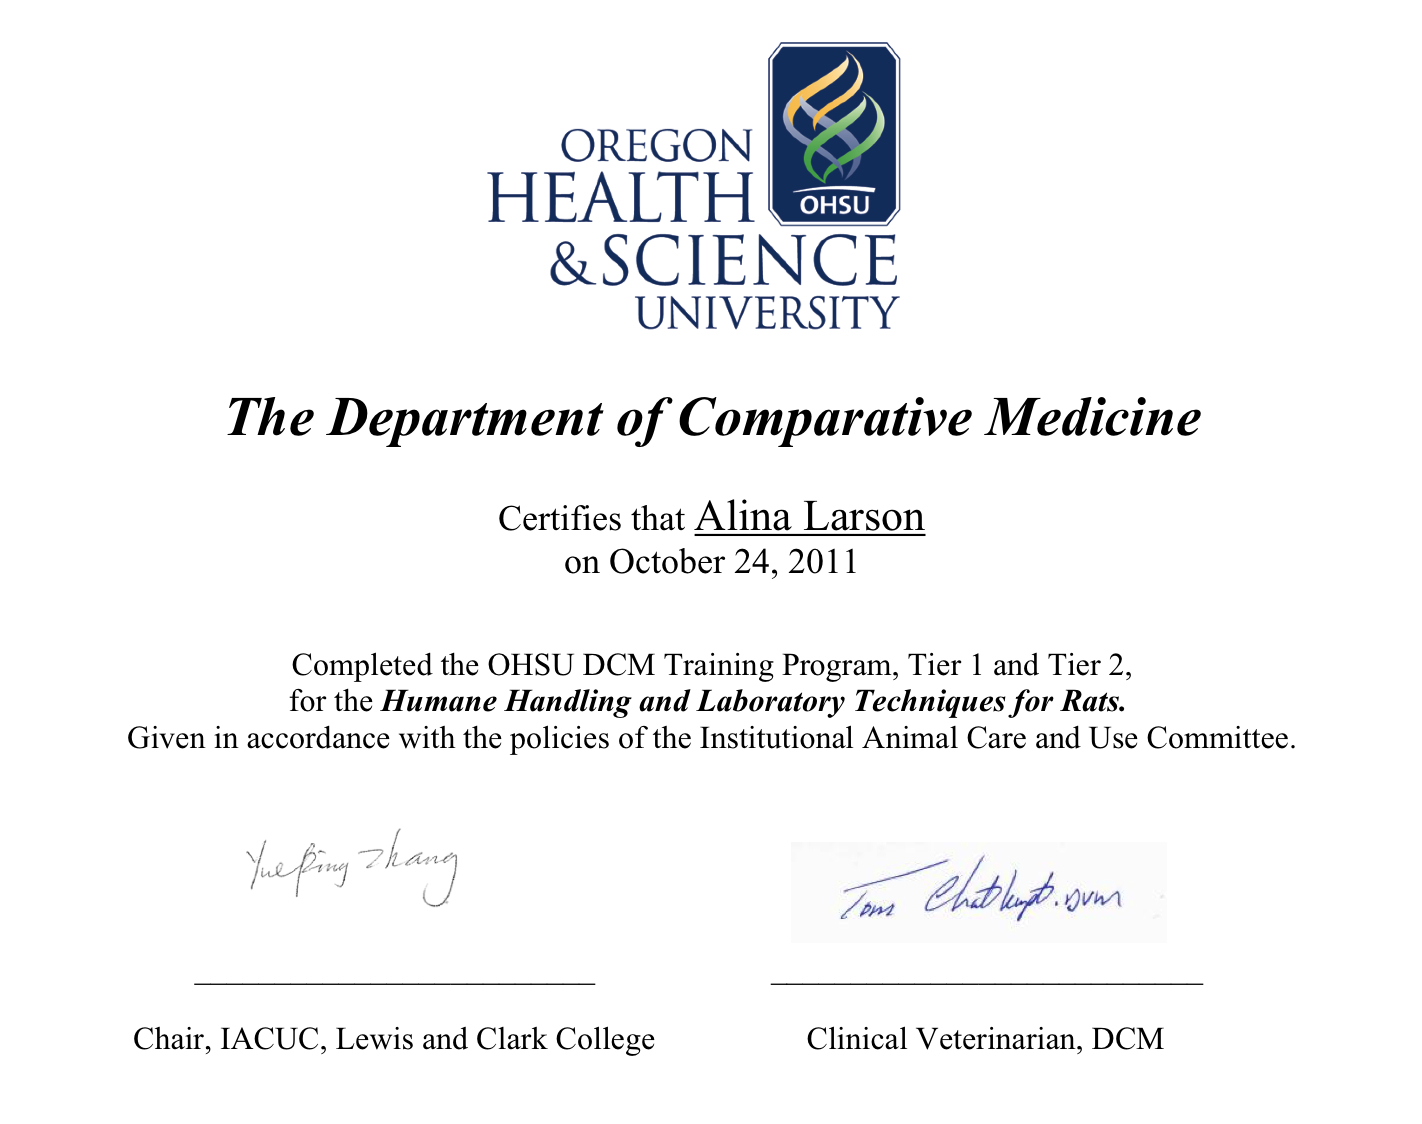 OREGON
HEALTH
& SCIENCE
UNIVERSITY
OHSU
The Department of Comparative Medicine
Certifies that Alina Larson
on October 24, 2011
Completed the OHSU DCM Training Program, Tier 1 and Tier 2,
for the Humane Handling and Laboratory Techniques for Rats.
Given in accordance with the policies of the Institutional Animal Care and Use Committee.
YuePing Zhang
Tom DVM
Chair, IACUC, Lewis and Clark College
Clinical Veterinarian, DCM